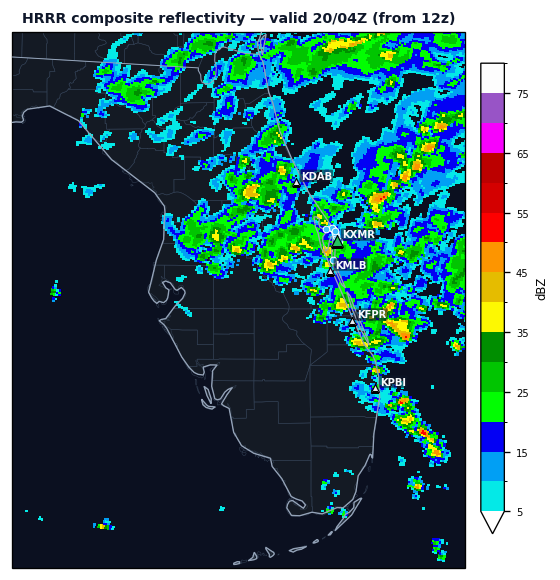 HRRR composite reflectivity — valid 20/04Z (from 12z)
KDAB
KXMR
KMLB
KFPR
KPBI
75
65
55
45
35
25
15
5
dBZ